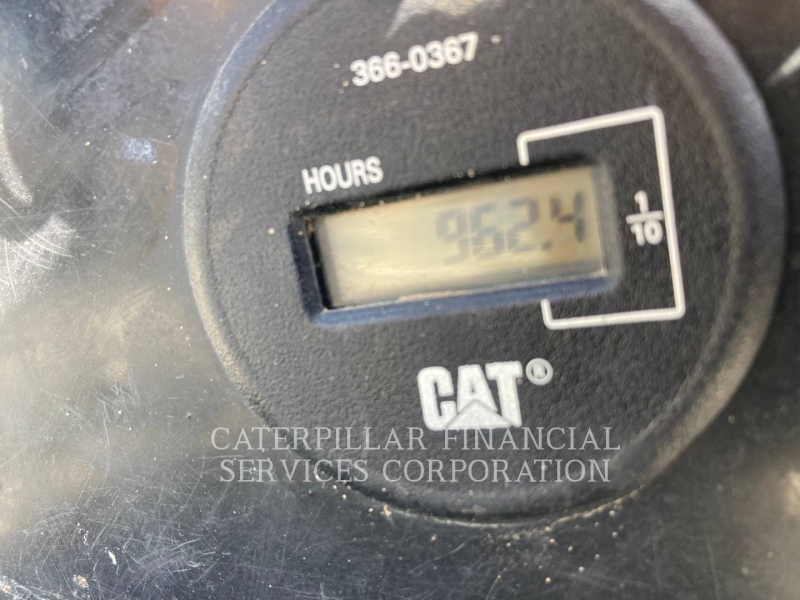 366-0367
HOURS
962.4
1
10
CAT®
CATERPILLAR FINANCIAL
SERVICES CORPORATION